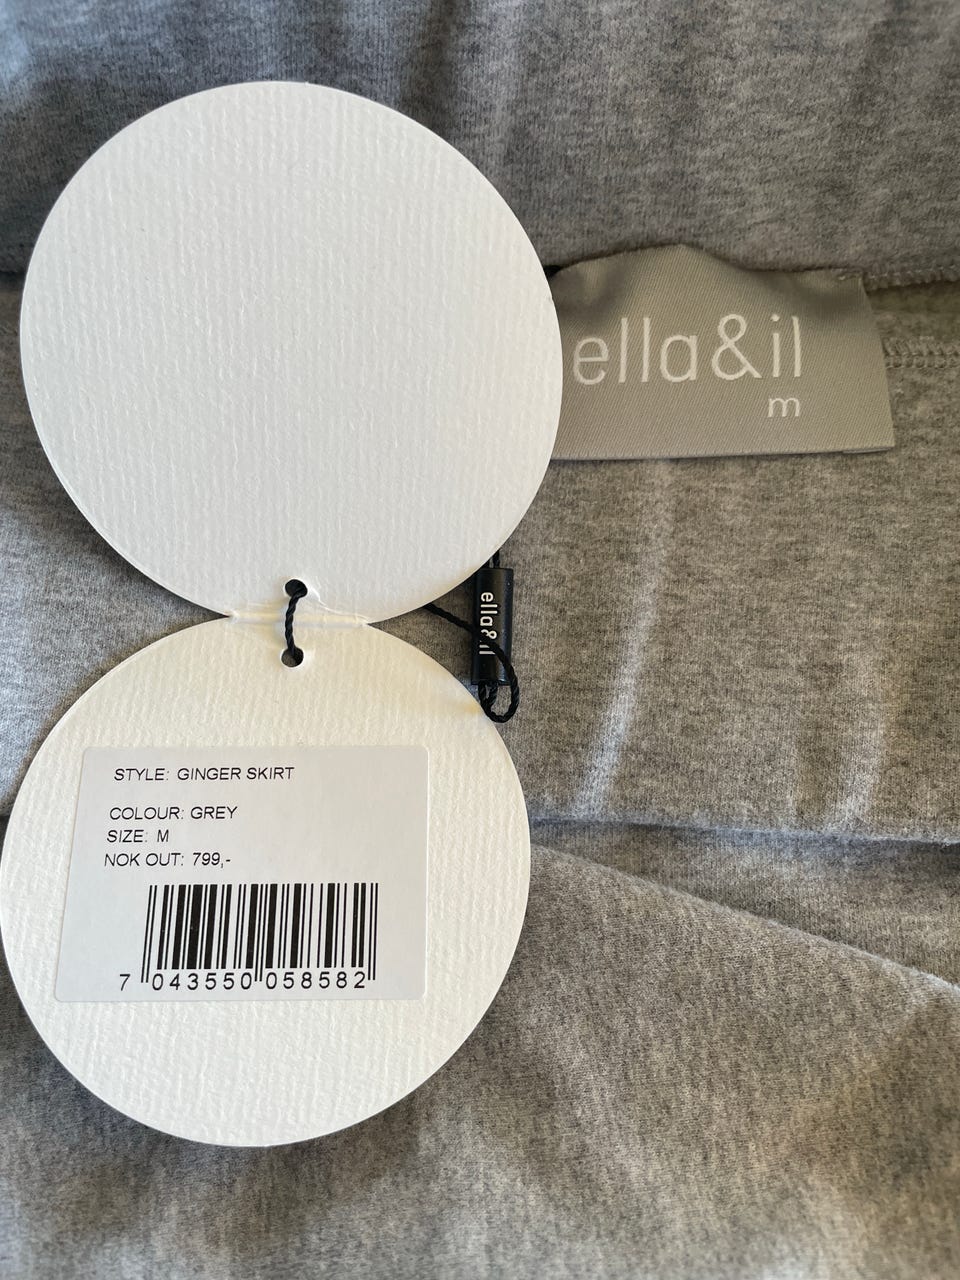 ella&il
m
ella&il
STYLE: GINGER SKIRT
COLOUR: GREY
SIZE: M
NOK OUT: 799,-
7 043550 058582